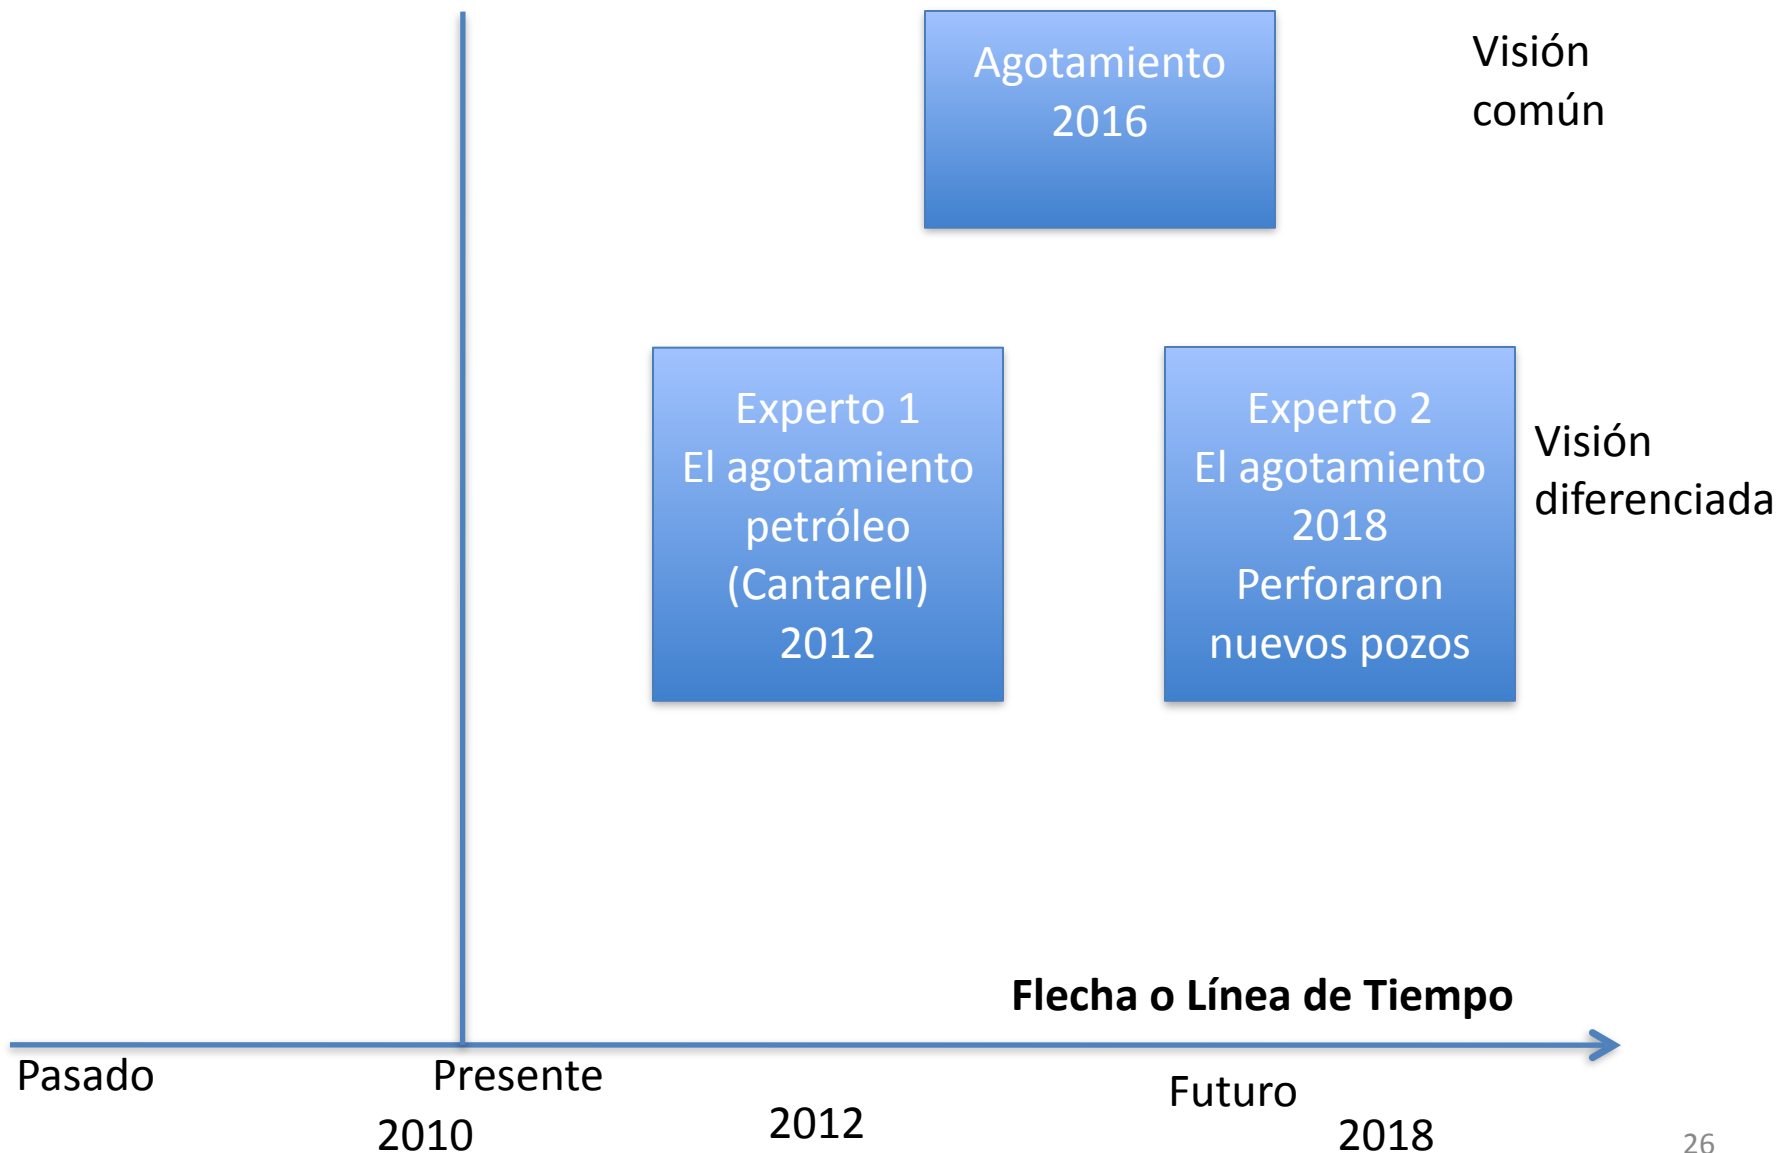 Agotamiento
2016
Visión
común
Experto 1
El agotamiento
petróleo
(Cantarell)
2012
Experto 2
El agotamiento
2018
Perforaron
nuevos pozos
Visión
diferenciada
Flecha o Línea de Tiempo
Pasado
Presente
Futuro
2010
2012
2018
26